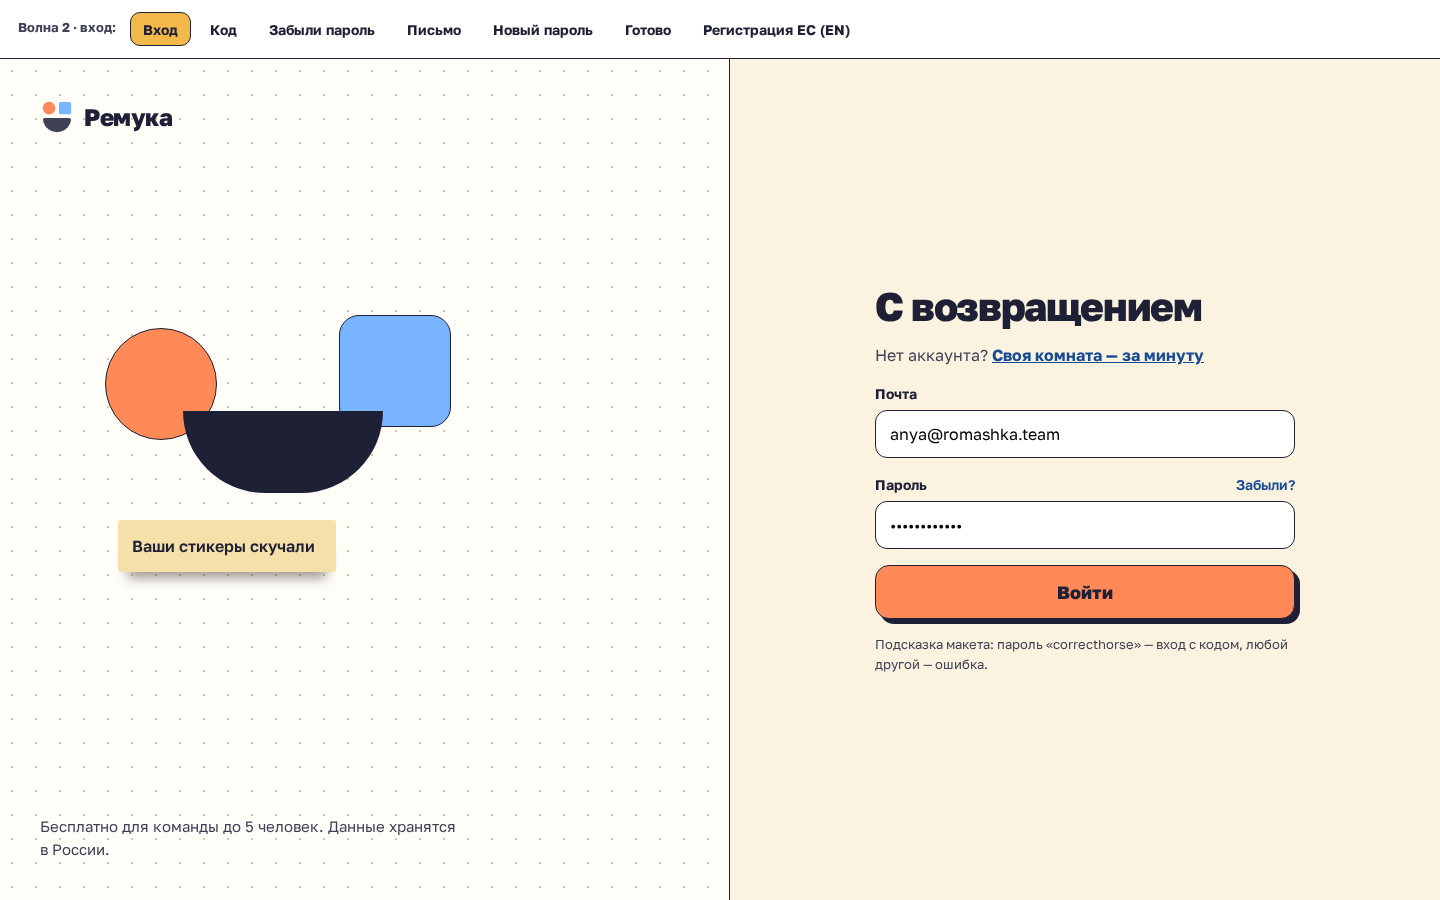 Волна 2 · вход: Вход Код Забыли пароль Письмо Новый пароль Готово Регистрация ЕС (EN)
Ремука
Ваши стикеры скучали
Бесплатно для команды до 5 человек. Данные хранятся
в России.
С возвращением
Нет аккаунта? Своя комната — за минуту
Почта
anya@romashka.team
Пароль Забыли?
••••••••••••
Войти
Подсказка макета: пароль «correcthorse» — вход с кодом, любой
другой — ошибка.